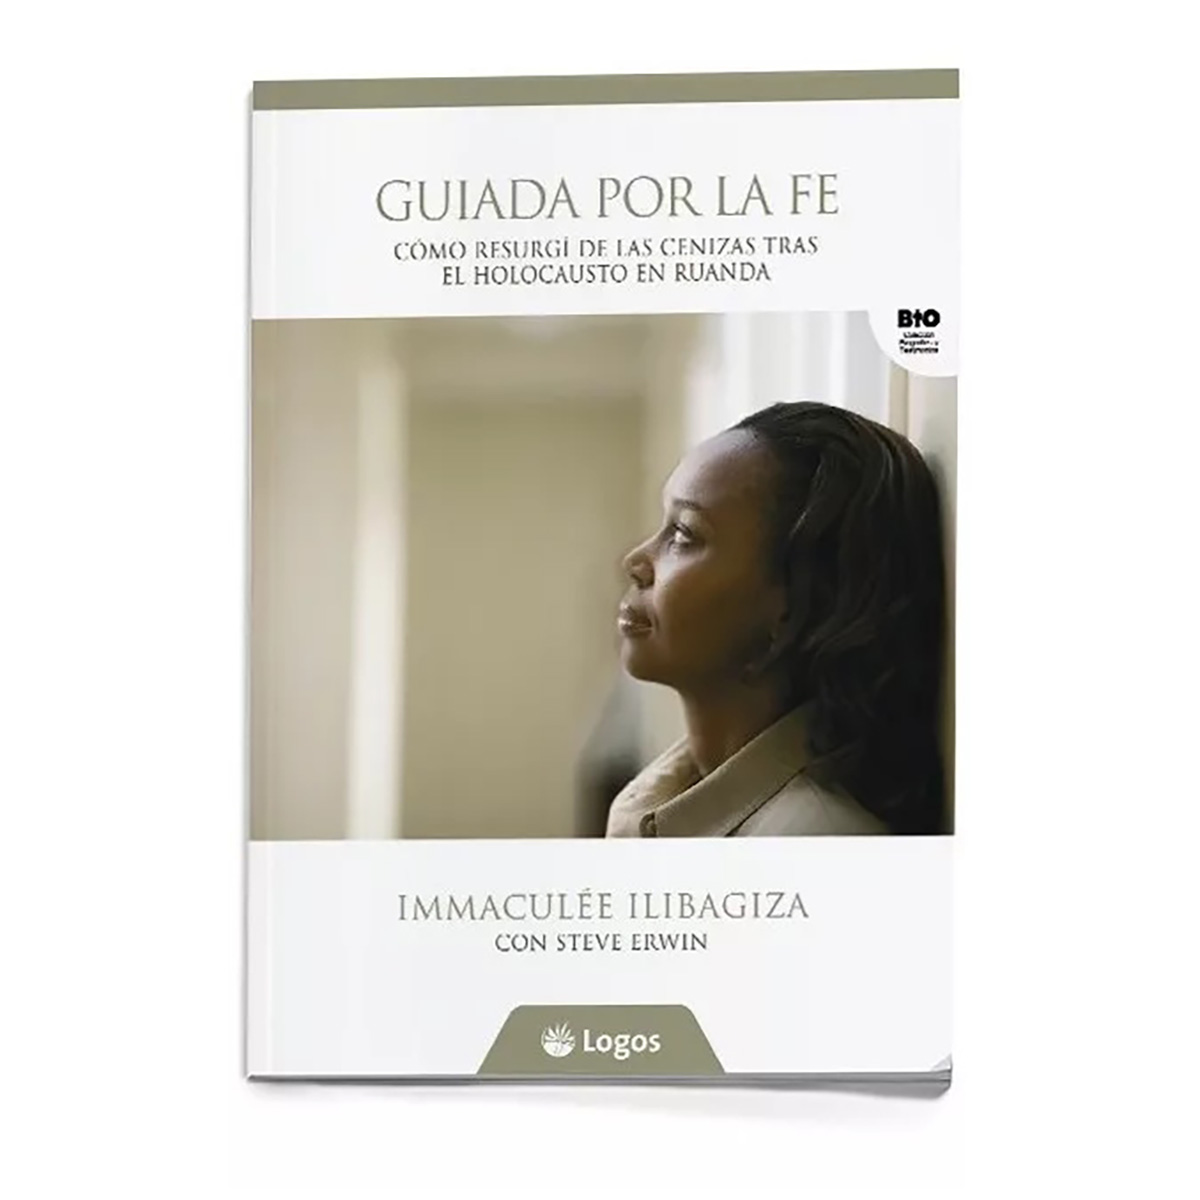 GUIADA POR LA FE
CÓMO RESURGÍ DE LAS CENIZAS TRAS
EL HOLOCAUSTO EN RUANDA
BIO
IMMACULÉE ILIBAGIZA
CON STEVE ERWIN
Logos